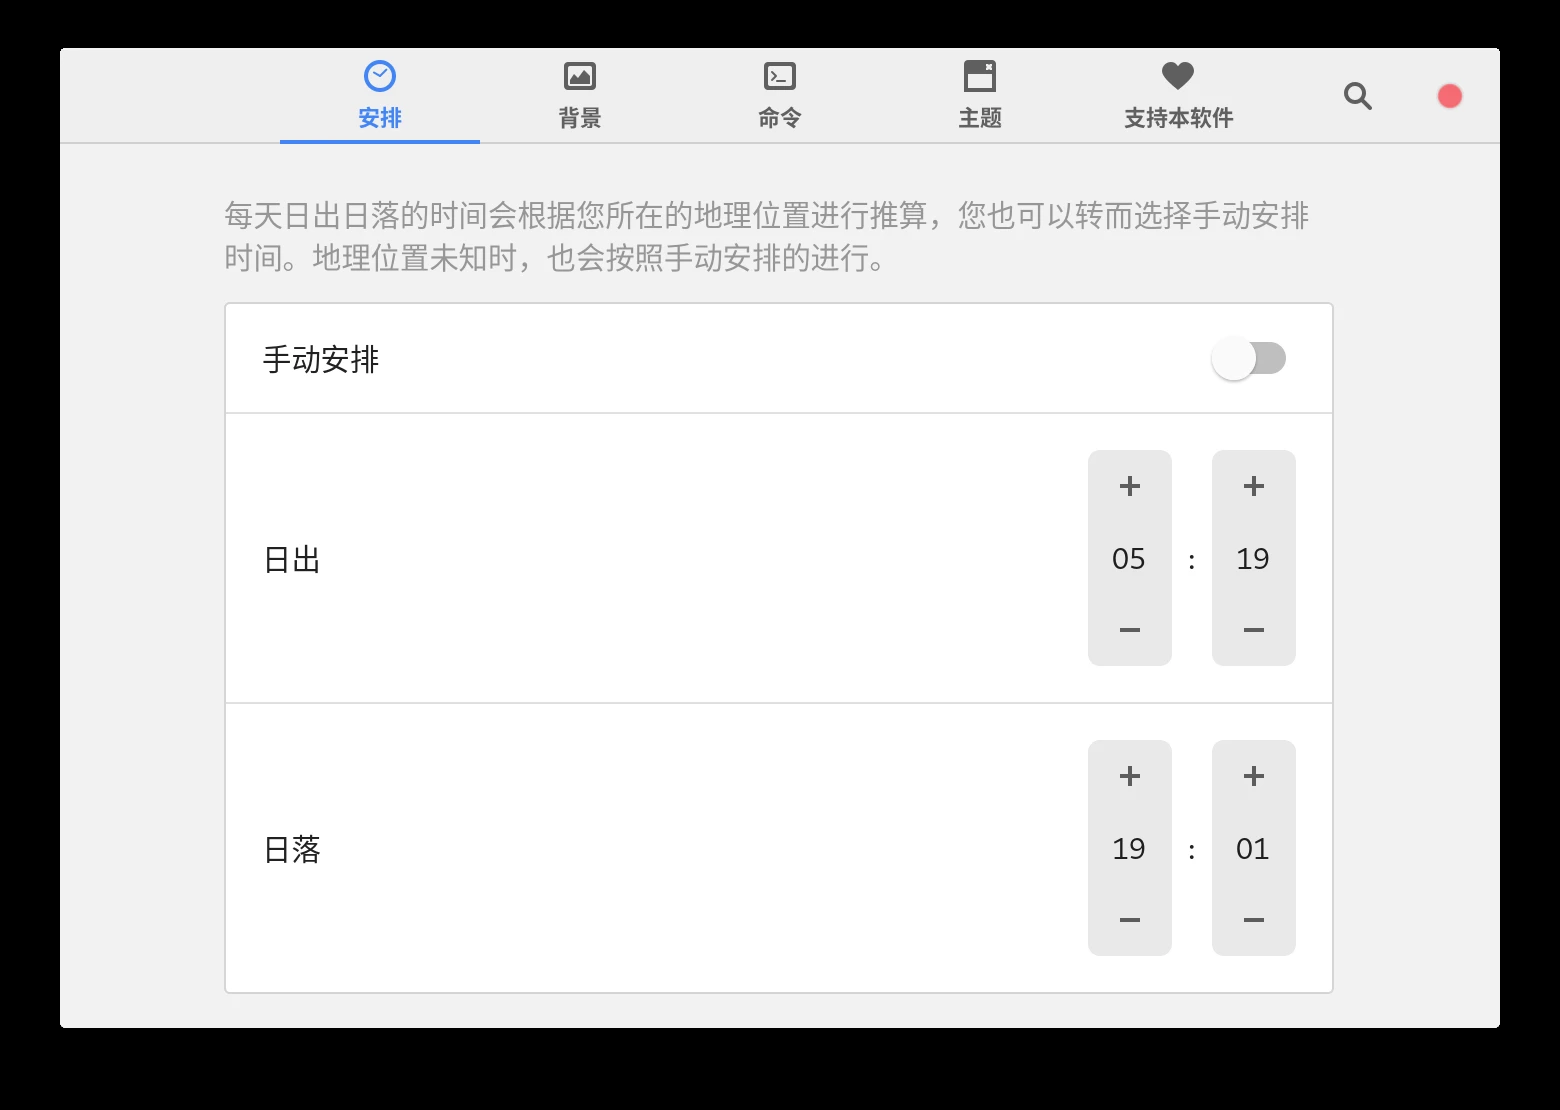 安排
背景
命令
主题
支持本软件
每天日出日落的时间会根据您所在的地理位置进行推算，您也可以转而选择手动安排
时间。地理位置未知时，也会按照手动安排的进行。
手动安排
+ +
日出 05 : 19
− −
+ +
日落 19 : 01
− −